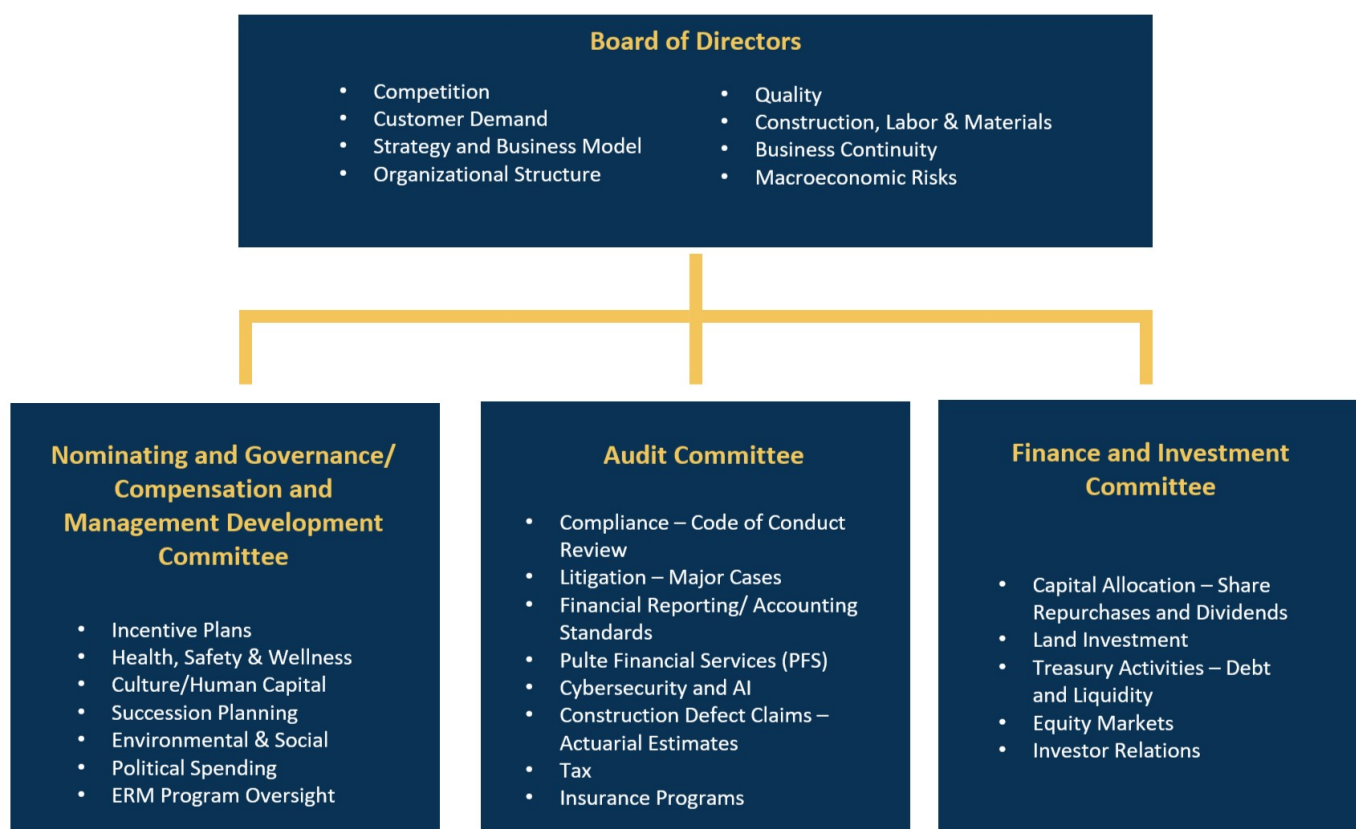 Board of Directors
• Competition
• Customer Demand
• Strategy and Business Model
• Organizational Structure
• Quality
• Construction, Labor & Materials
• Business Continuity
• Macroeconomic Risks
Nominating and Governance/
Compensation and
Management Development
Committee
• Incentive Plans
• Health, Safety & Wellness
• Culture/Human Capital
• Succession Planning
• Environmental & Social
• Political Spending
• ERM Program Oversight
Audit Committee
• Compliance – Code of Conduct
Review
• Litigation – Major Cases
• Financial Reporting/ Accounting
Standards
• Pulte Financial Services (PFS)
• Cybersecurity and AI
• Construction Defect Claims –
Actuarial Estimates
• Tax
• Insurance Programs
Finance and Investment
Committee
• Capital Allocation – Share
Repurchases and Dividends
• Land Investment
• Treasury Activities – Debt
and Liquidity
• Equity Markets
• Investor Relations